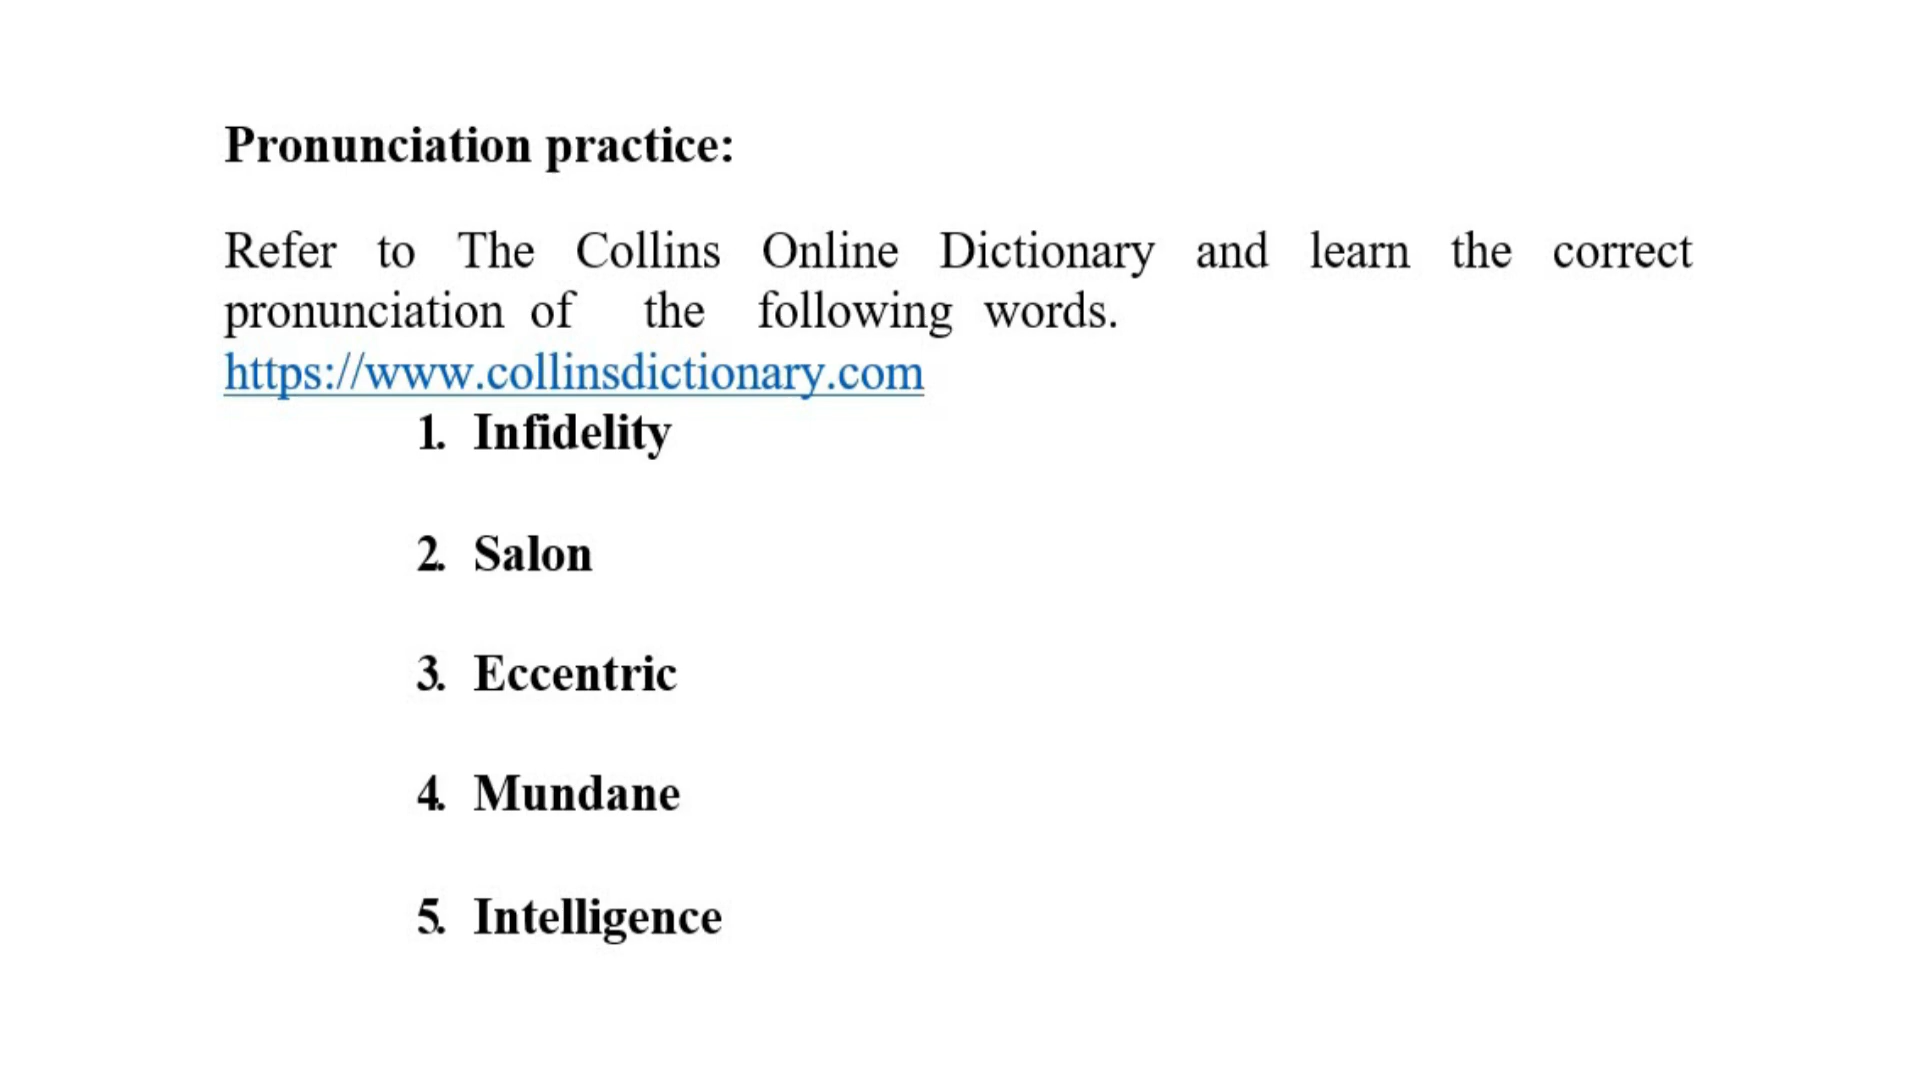 Pronunciation practice:
Refer to The Collins Online Dictionary and learn the correct
pronunciation of the following words.
https://www.collinsdictionary.com
1. Infidelity
2. Salon
3. Eccentric
4. Mundane
5. Intelligence